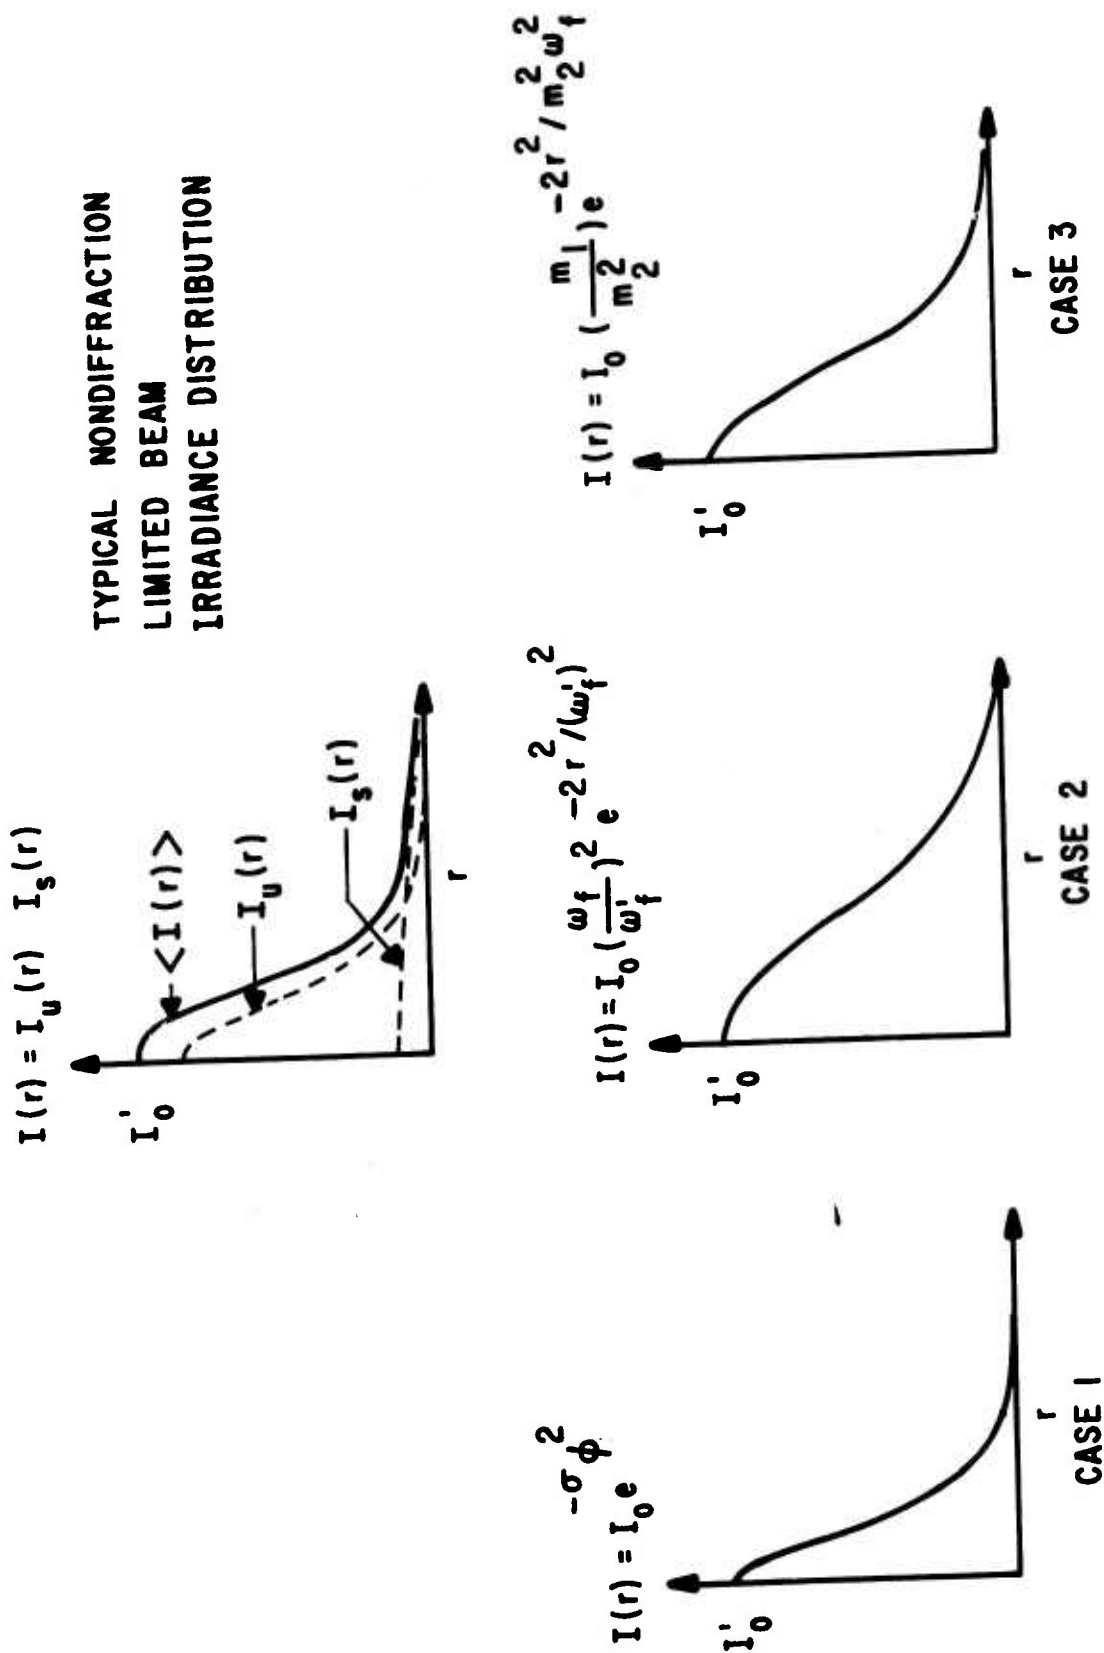 I(r) = I_u(r)  I_s(r)
I'_0
<I(r)>
I_u(r)
I_s(r)
r
TYPICAL NONDIFFRACTION
LIMITED BEAM
IRRADIANCE DISTRIBUTION
I(r) = I_0 e^{-σ_ϕ^2}
I'_0
r
CASE 1
I(r) = I_0 (ω_f/ω'_f)^2 e^{-2r^2/(ω'_f)^2}
I'_0
r
CASE 2
I(r) = I_0 (m_1/m_2^2) e^{-2r^2/m_2^2 ω_f^2}
I'_0
r
CASE 3